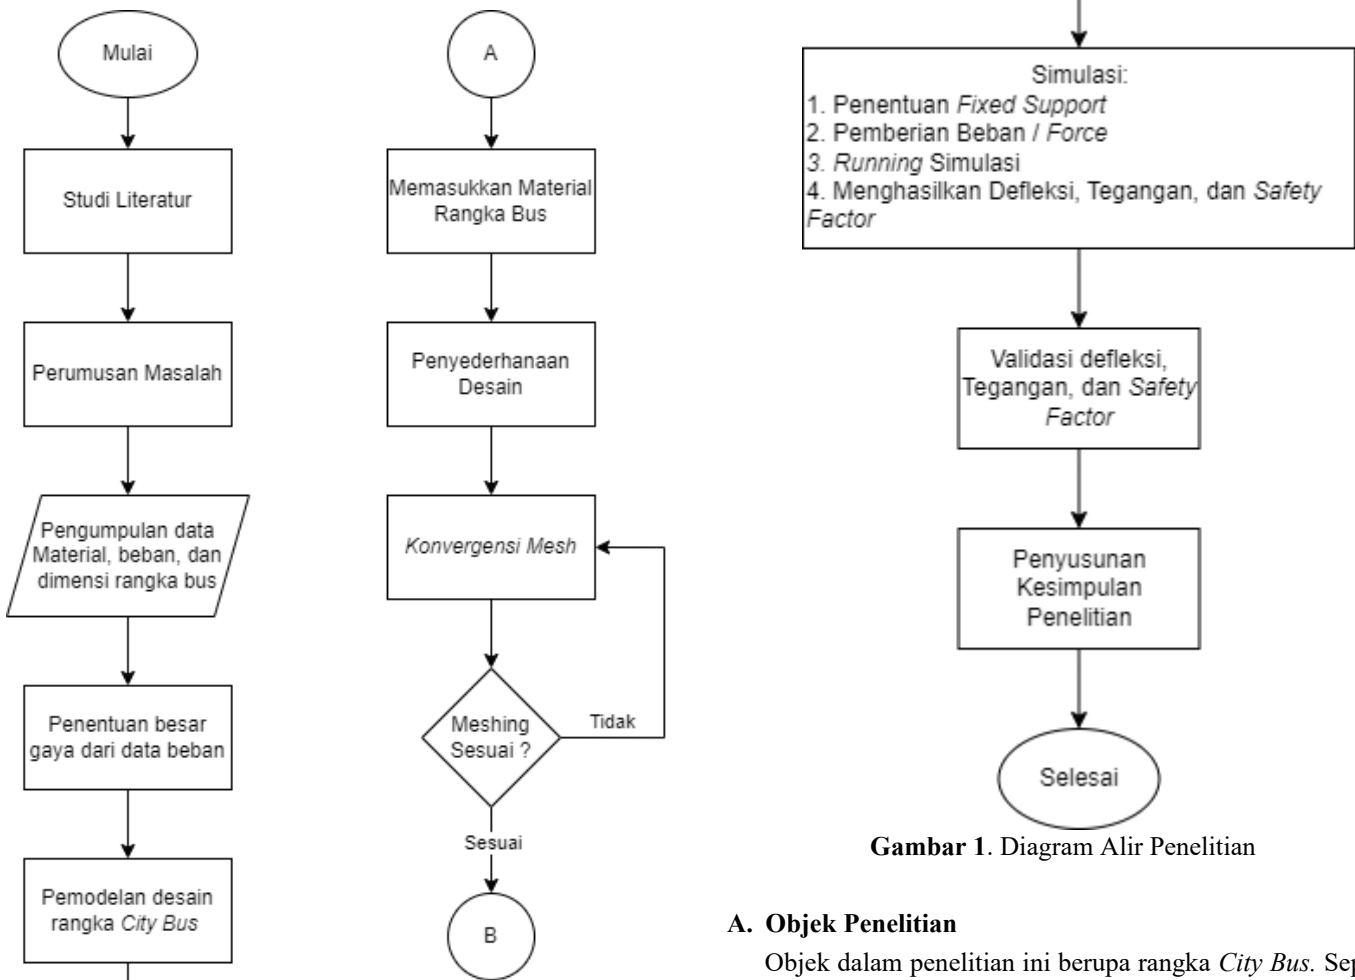 Mulai
Studi Literatur
Perumusan Masalah
Pengumpulan data
Material, beban, dan
dimensi rangka bus
Penentuan besar
gaya dari data beban
Pemodelan desain
rangka City Bus
A
Memasukkan Material
Rangka Bus
Penyederhanaan
Desain
Konvergensi Mesh
Meshing
Sesuai ?
Tidak
Sesuai
B
Simulasi:
1. Penentuan Fixed Support
2. Pemberian Beban / Force
3. Running Simulasi
4. Menghasilkan Defleksi, Tegangan, dan Safety
Factor
Validasi defleksi,
Tegangan, dan Safety
Factor
Penyusunan
Kesimpulan
Penelitian
Selesai
Gambar 1. Diagram Alir Penelitian
A. Objek Penelitian
Objek dalam penelitian ini berupa rangka City Bus.